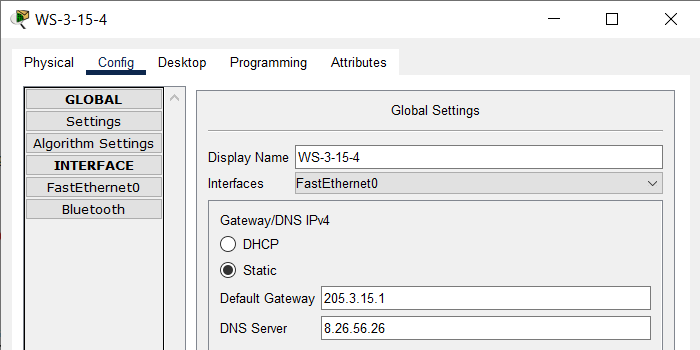 WS-3-15-4
Physical Config Desktop Programming Attributes
GLOBAL
Settings
Algorithm Settings
INTERFACE
FastEthernet0
Bluetooth
Global Settings
Display Name WS-3-15-4
Interfaces FastEthernet0
Gateway/DNS IPv4
DHCP
Static
Default Gateway 205.3.15.1
DNS Server 8.26.56.26